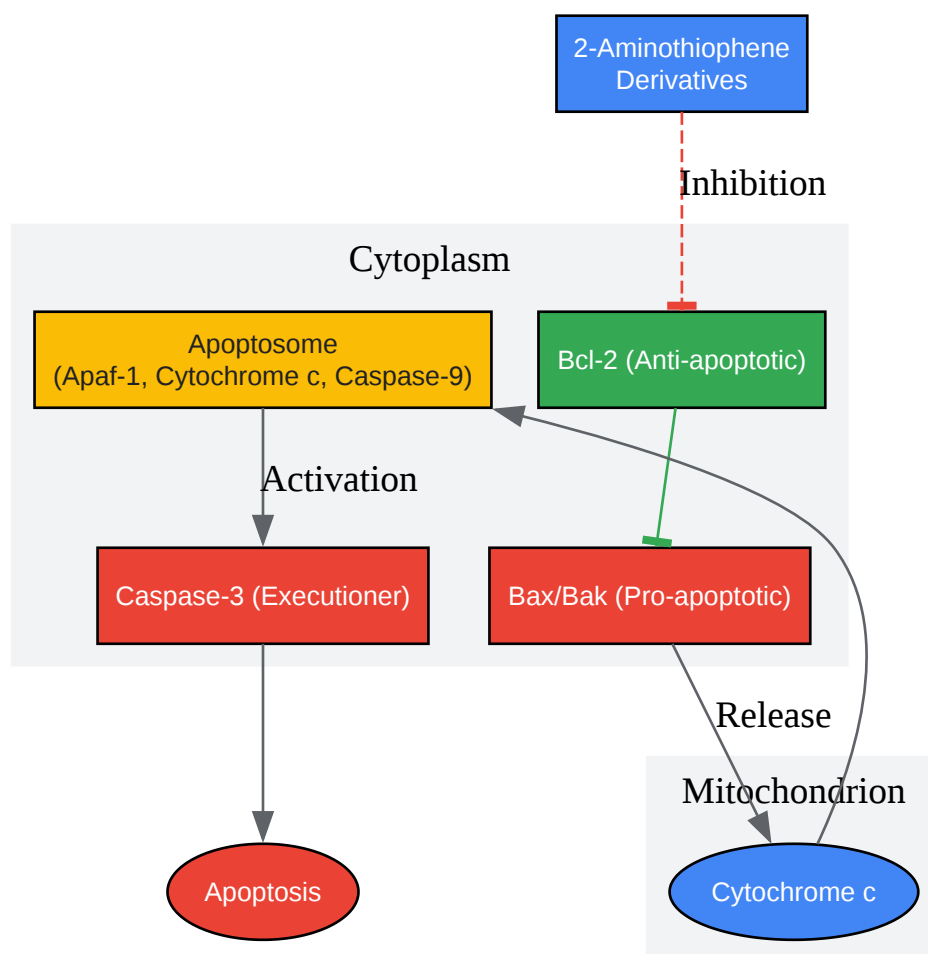 2-Aminothiophene
Derivatives
Inhibition
Cytoplasm
Apoptosome
(Apaf-1, Cytochrome c, Caspase-9)
Bcl-2 (Anti-apoptotic)
Activation
Caspase-3 (Executioner)
Bax/Bak (Pro-apoptotic)
Release
Mitochondrion
Apoptosis
Cytochrome c